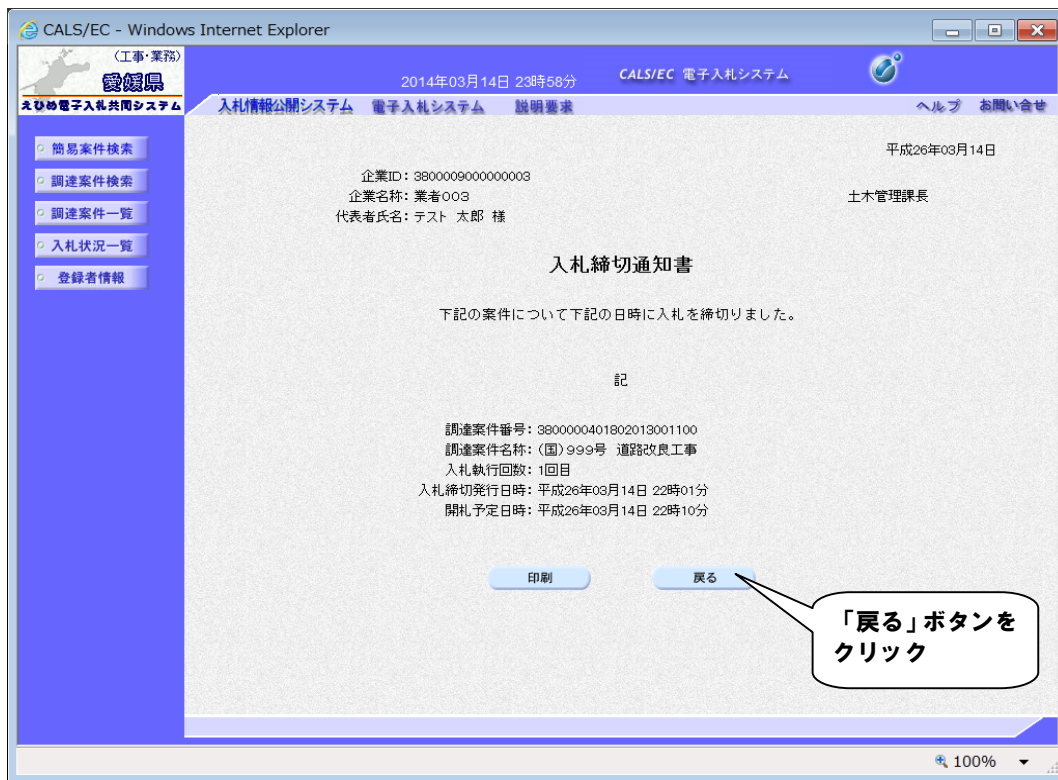 CALS/EC - Windows Internet Explorer
（工事・業務）
愛媛県
えひめ電子入札共同システム
2014年03月14日 23時58分
CALS/EC 電子入札システム
入札情報公開システム 電子入札システム 説明要求 ヘルプ お問い合せ
簡易案件検索
調達案件検索
調達案件一覧
入札状況一覧
登録者情報
平成26年03月14日
企業ID：3800009000000003
企業名称：業者003
代表者氏名：テスト 太郎 様
土木管理課長
入札締切通知書
下記の案件について下記の日時に入札を締切りました。
記
調達案件番号：3800000401802013001100
調達案件名称：（国）999号 道路改良工事
入札執行回数：1回目
入札締切発行日時：平成26年03月14日 22時01分
開札予定日時：平成26年03月14日 22時10分
印刷 戻る
「戻る」ボタンを
クリック
100%